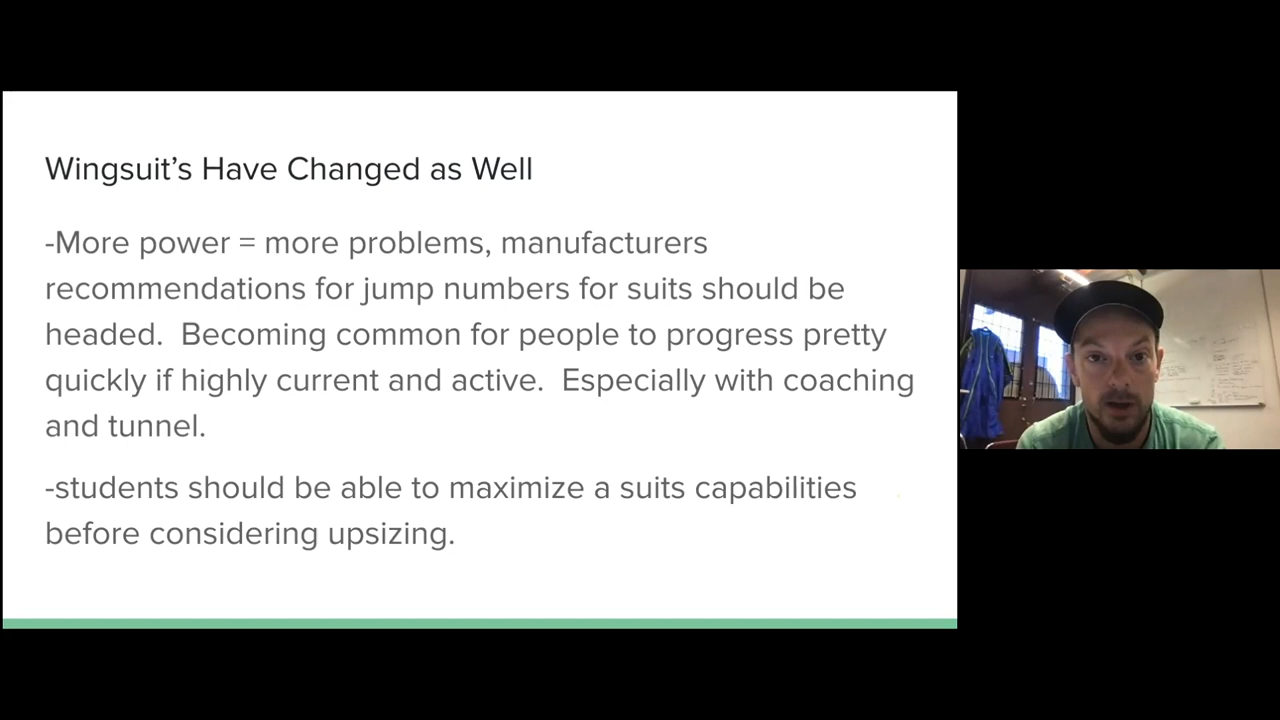 Wingsuit’s Have Changed as Well
-More power = more problems, manufacturers
recommendations for jump numbers for suits should be
headed.  Becoming common for people to progress pretty
quickly if highly current and active.  Especially with coaching
and tunnel.
-students should be able to maximize a suits capabilities
before considering upsizing.